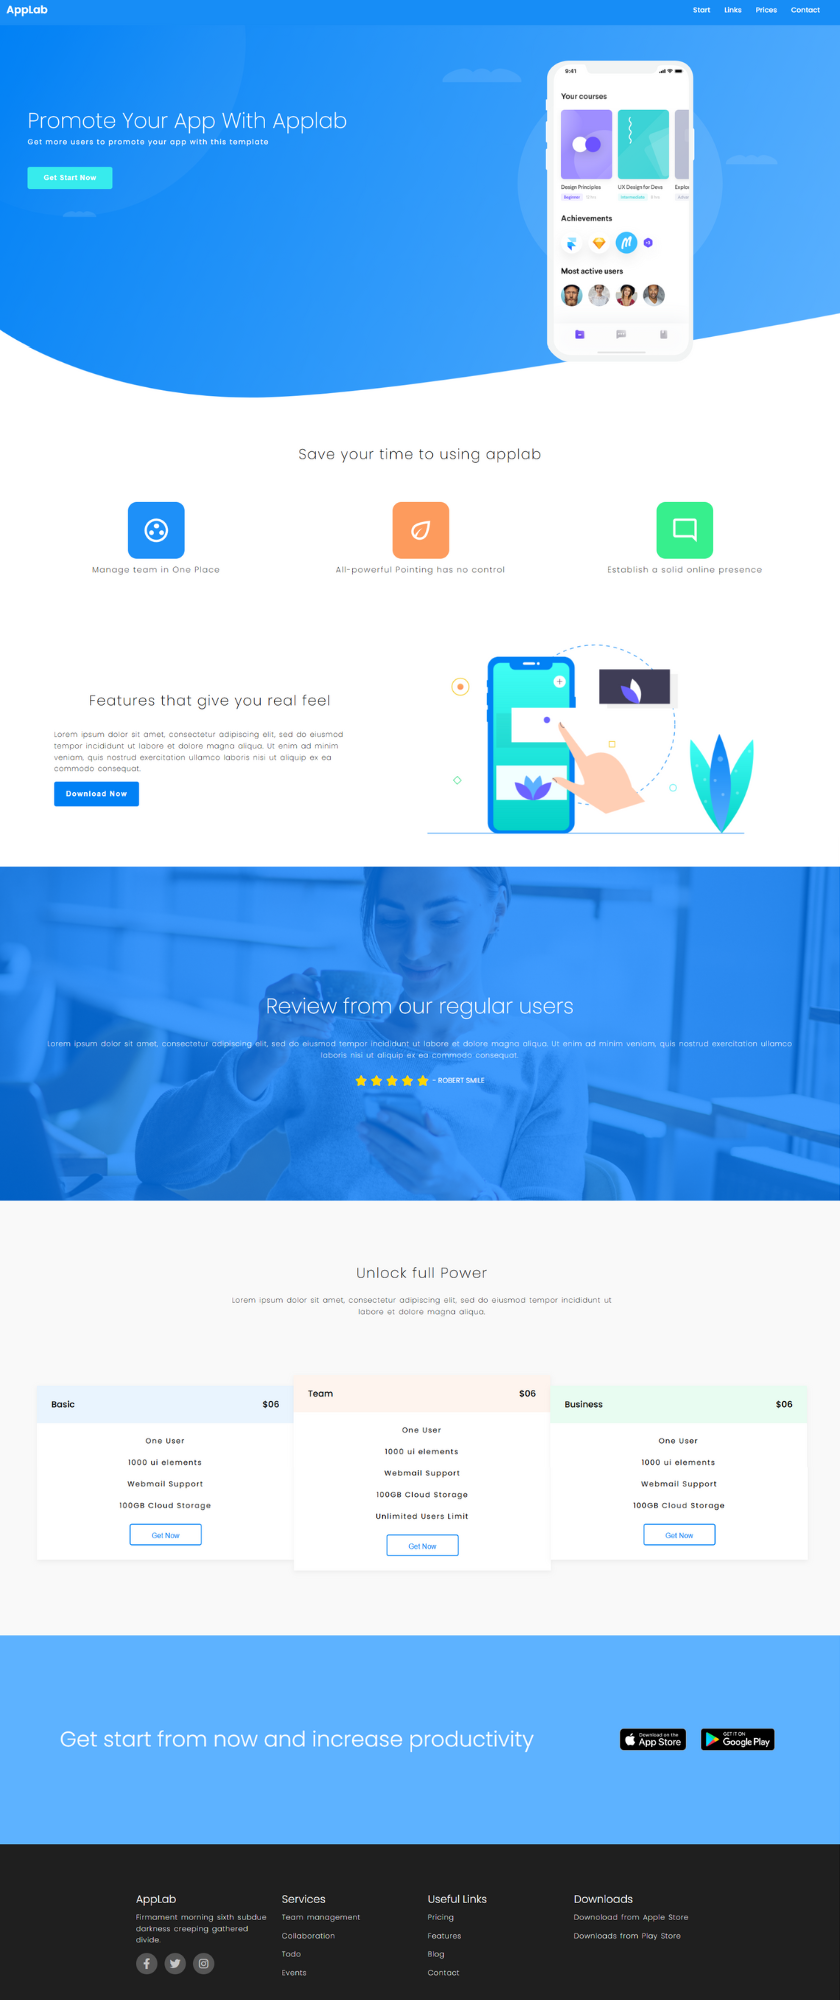 AppLab
Start Links Prices Contact
9:41
Your courses
Promote Your App With Applab
Get more users to promote your app with this template
Get Start Now
Design Principles
UX Design for Devs
Explor
Beginner
Intermediate
Achievements
Most active users
Save your time to using applab
Manage team in One Place
All-powerful Pointing has no control
Establish a solid online presence
Features that give you real feel
Lorem ipsum dolor sit amet, consectetur adipiscing elit, sed do eiusmod
tempor incididunt ut labore et dolore magna aliqua. Ut enim ad minim
veniam, quis nostrud exercitation ullamco laboris nisi ut aliquip ex ea
commodo consequat.
Download Now
Review from our regular users
Lorem ipsum dolor sit amet, consectetur adipiscing elit, sed do eiusmod tempor incididunt ut labore et dolore magna aliqua. Ut enim ad minim veniam, quis nostrud exercitation ullamco
laboris nisi ut aliquip ex ea commodo consequat.
- ROBERT SMILE
Unlock full Power
Lorem ipsum dolor sit amet, consectetur adipiscing elit, sed do eiusmod tempor incididunt ut
labore et dolore magna aliqua.
Basic $06
One User
1000 ui elements
Webmail Support
100GB Cloud Storage
Get Now
Team $06
One User
1000 ui elements
Webmail Support
100GB Cloud Storage
Unlimited Users Limit
Get Now
Business $06
One User
1000 ui elements
Webmail Support
100GB Cloud Storage
Get Now
Get start from now and increase productivity
Download on the
App Store
GET IT ON
Google Play
AppLab
Firmament morning sixth subdue
darkness creeping gathered
divide.
Services
Team management
Collaboration
Todo
Events
Useful Links
Pricing
Features
Blog
Contact
Downloads
Downoload from Apple Store
Downloads from Play Store